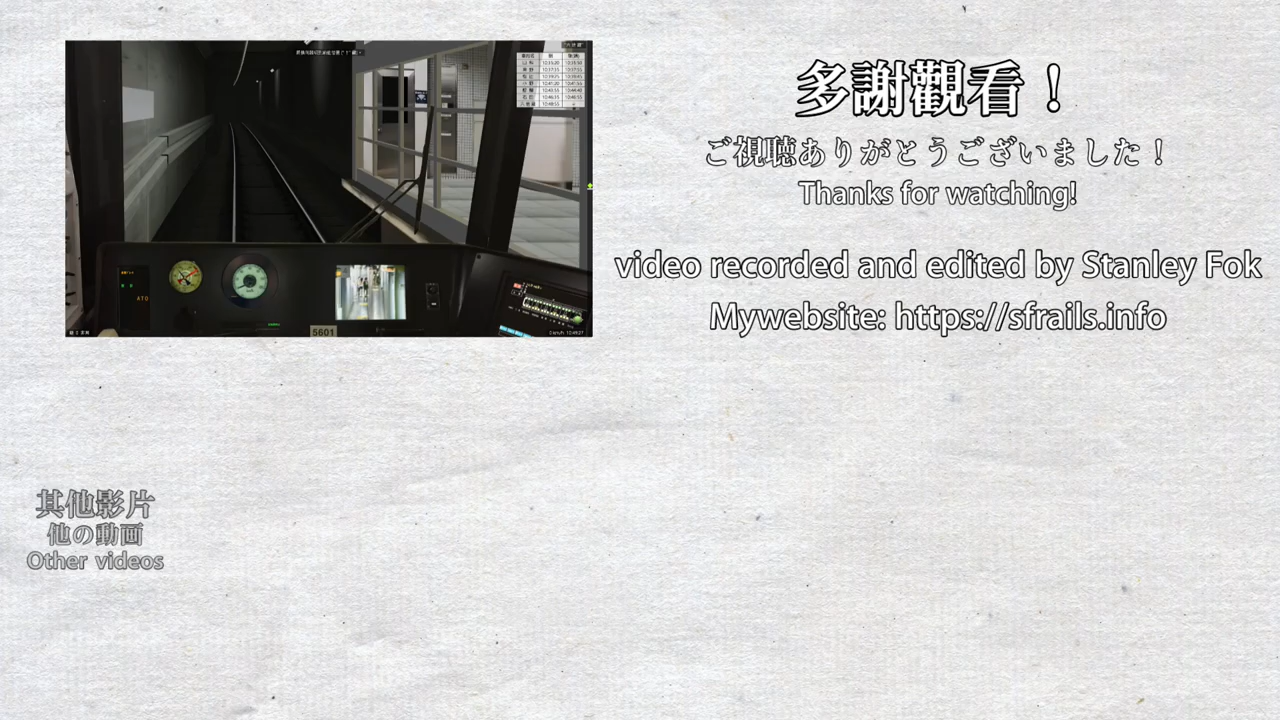 多謝觀看！
ご視聴ありがとうございました！
Thanks for watching!
video recorded and edited by Stanley Fok
Mywebsite: https://sfrails.info
ATO
5601
其他影片
他の動画
Other videos